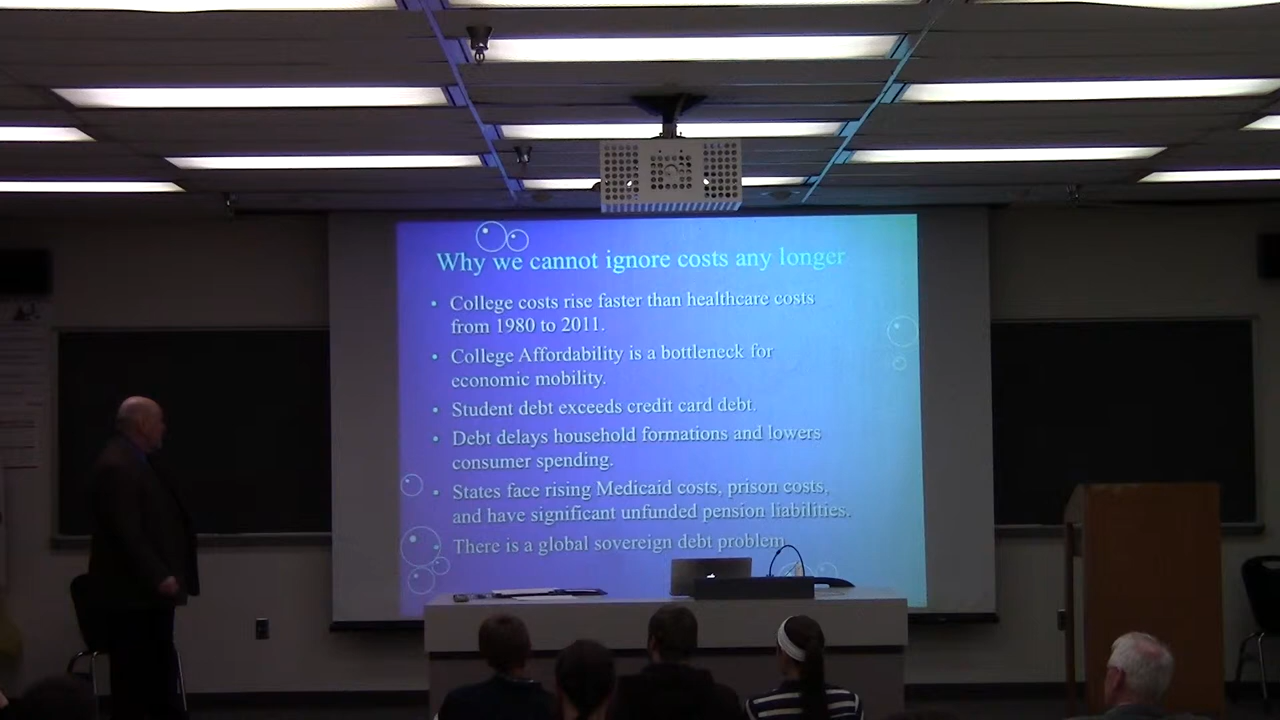 Why we cannot ignore costs any longer
• College costs rise faster than healthcare costs
from 1980 to 2011.
• College Affordability is a bottleneck for
economic mobility.
• Student debt exceeds credit card debt.
• Debt delays household formations and lowers
consumer spending.
• States face rising Medicaid costs, prison costs,
and have significant unfunded pension liabilities.
There is a global sovereign debt problem